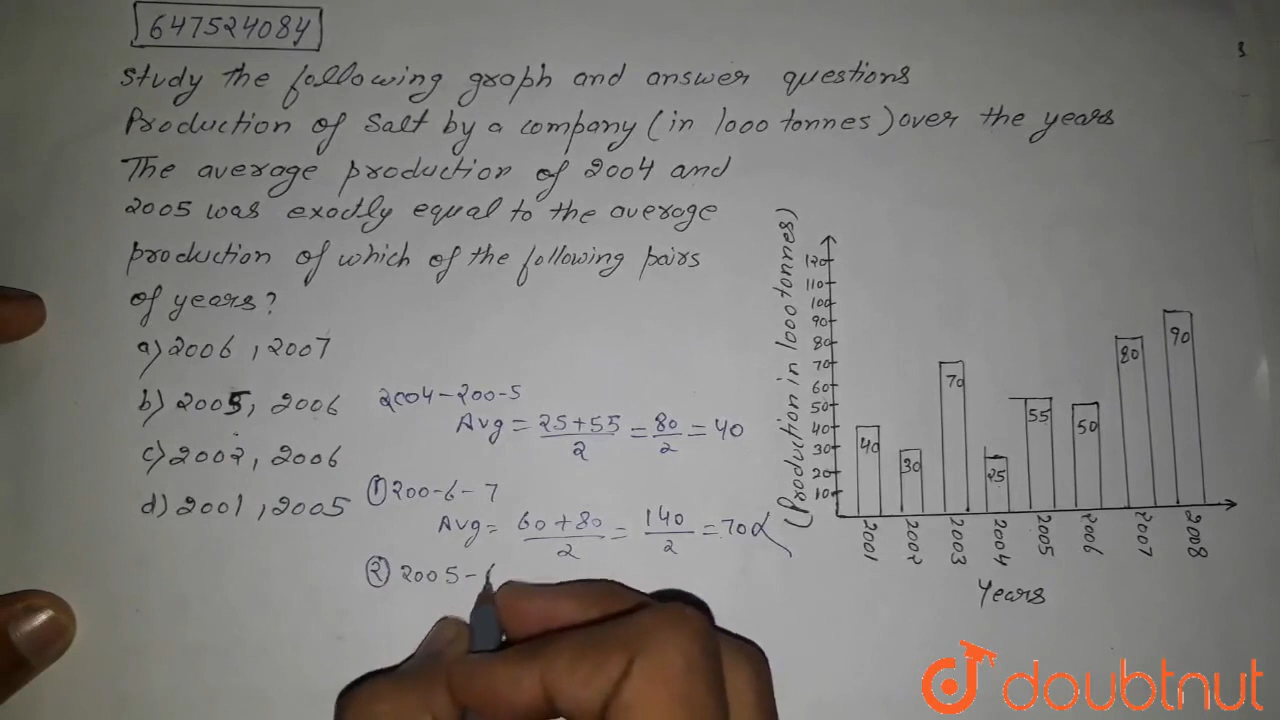 647524084
Study the following graph and answer questions
Production of Salt by a company (in 1000 tonnes) over the years
The average production of 2004 and
2005 was exactly equal to the average
production of which of the following pairs
of years?
a) 2006, 2007
b) 2005, 2006
c) 2002, 2006
d) 2001, 2005
2004-200-5
Avg = 25+55/2 = 80/2 = 40
① 200-6-7
Avg = 60+80/2 = 140/2 = 70
② 2005-6
(Production in 1000 tonnes)
120
110
100
90
80
70
60
50
40
30
20
10
40
30
70
25
55
50
80
90
2001
2002
2003
2004
2005
2006
2007
2008
Years
doubtnut